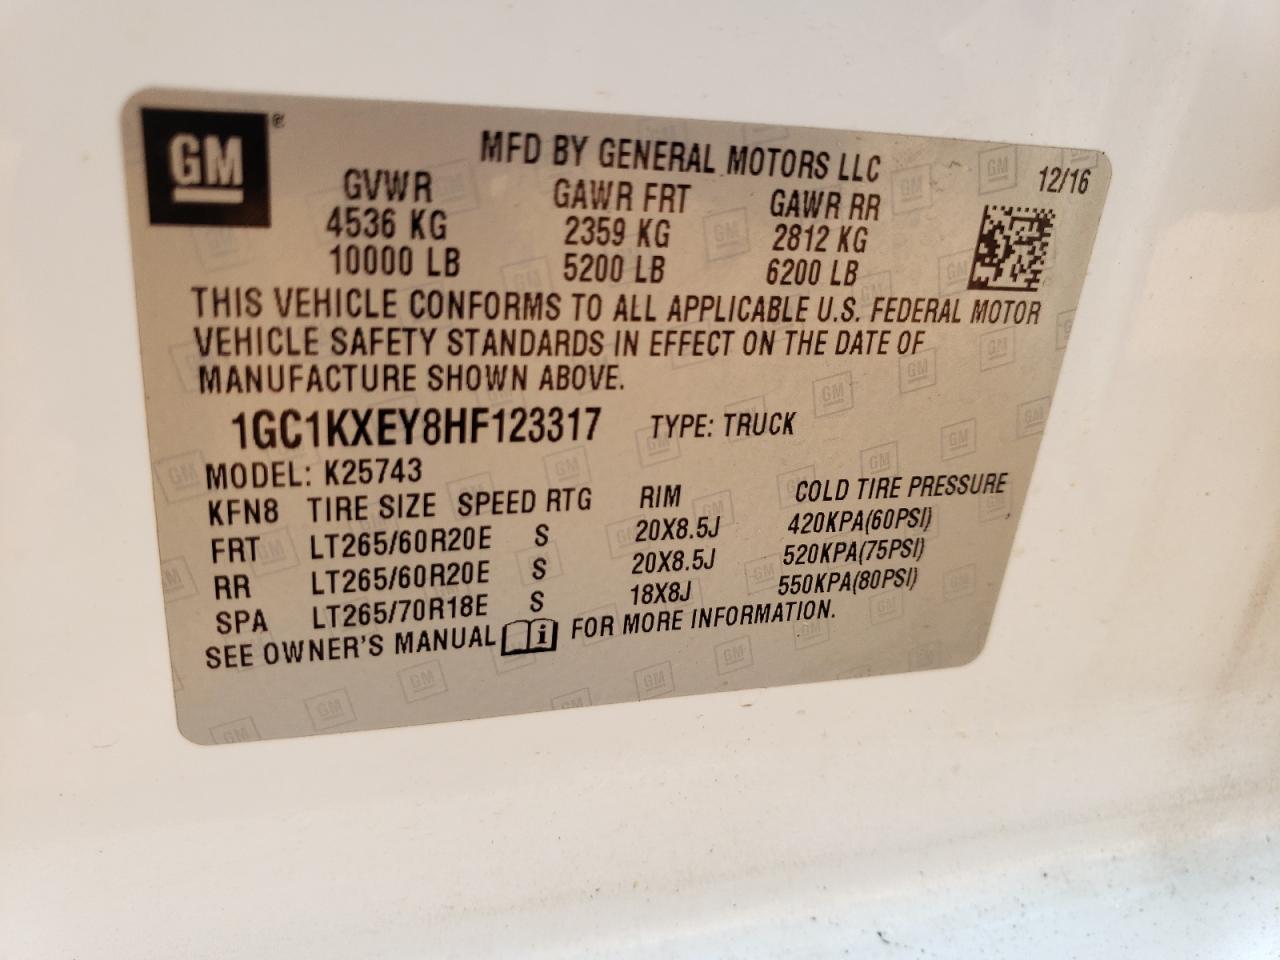 GM ®
MFD BY GENERAL MOTORS LLC
12/16
GVWR GAWR FRT GAWR RR
4536 KG 2359 KG 2812 KG
10000 LB 5200 LB 6200 LB
THIS VEHICLE CONFORMS TO ALL APPLICABLE U.S. FEDERAL MOTOR
VEHICLE SAFETY STANDARDS IN EFFECT ON THE DATE OF
MANUFACTURE SHOWN ABOVE.
1GC1KXEY8HF123317 TYPE: TRUCK
MODEL: K25743
KFN8 TIRE SIZE SPEED RTG RIM COLD TIRE PRESSURE
FRT LT265/60R20E S 20X8.5J 420KPA(60PSI)
RR LT265/60R20E S 20X8.5J 520KPA(75PSI)
SPA LT265/70R18E S 18X8J 550KPA(80PSI)
SEE OWNER'S MANUAL i FOR MORE INFORMATION.